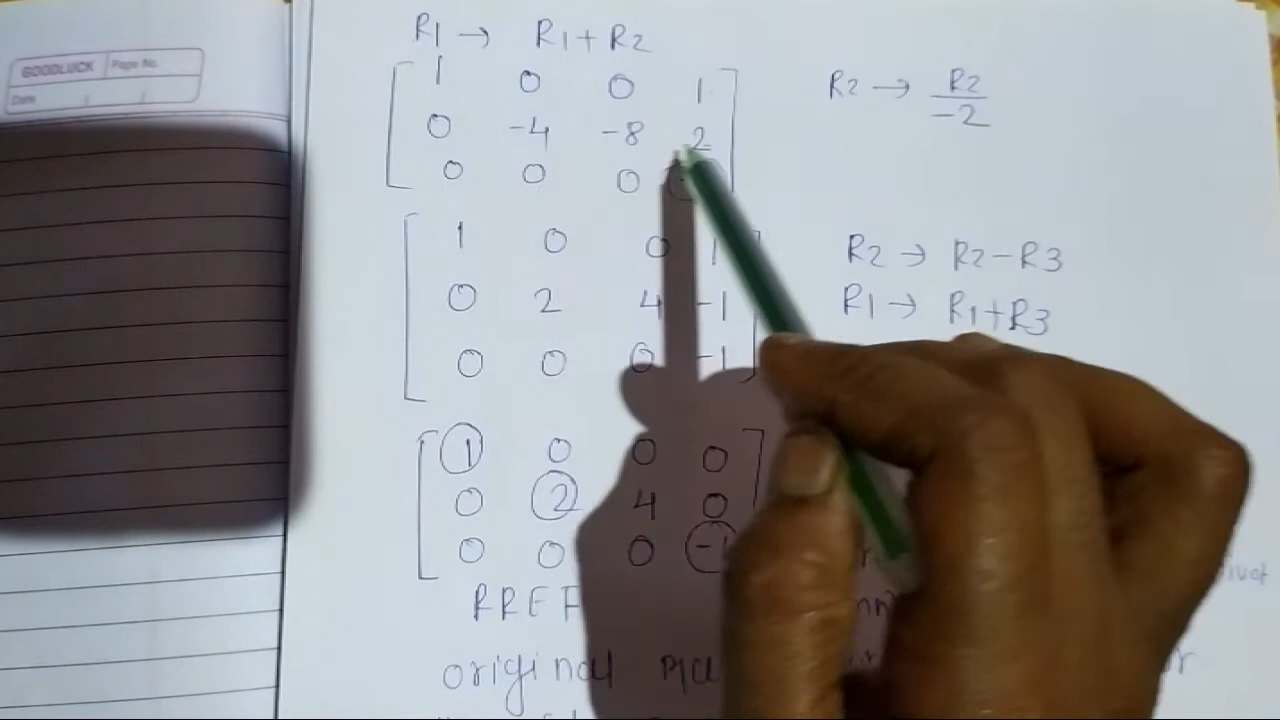 GOODLUCK Page No.
Date
R1 → R1 + R2
1 0 0 1
0 -4 -8 2
0 0 0
R2 → R2 / -2
1 0 0 1
0 2 4 -1
0 0 0 -1
R2 → R2 - R3
R1 → R1 + R3
1 0 0 0
0 2 4 0
0 0 0 -1
RREF
original